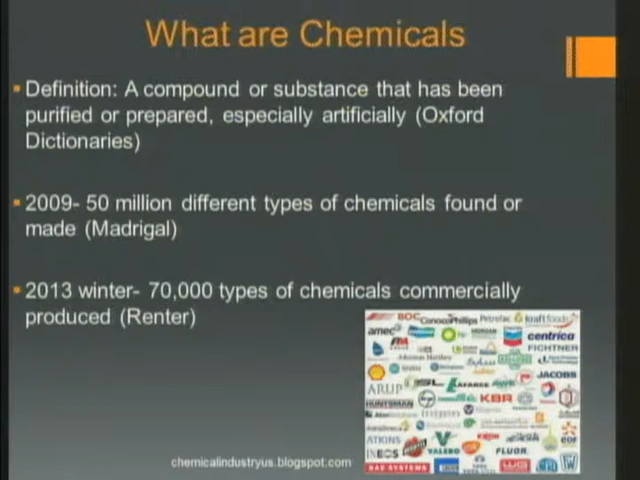 What are Chemicals
Definition: A compound or substance that has been
purified or prepared, especially artificially (Oxford
Dictionaries)
2009- 50 million different types of chemicals found or
made (Madrigal)
2013 winter- 70,000 types of chemicals commercially
produced (Renter)
BOC ConocoPhillips Petrofac kraft foods
amec
centrica
FICHTNER
JACOBS
ARUP
LAFARGE
HUNTSMAN
KBR
ATKINS
VALERO
INEOS
FLUOR
BAE SYSTEMS
chemicalindustryus.blogspot.com